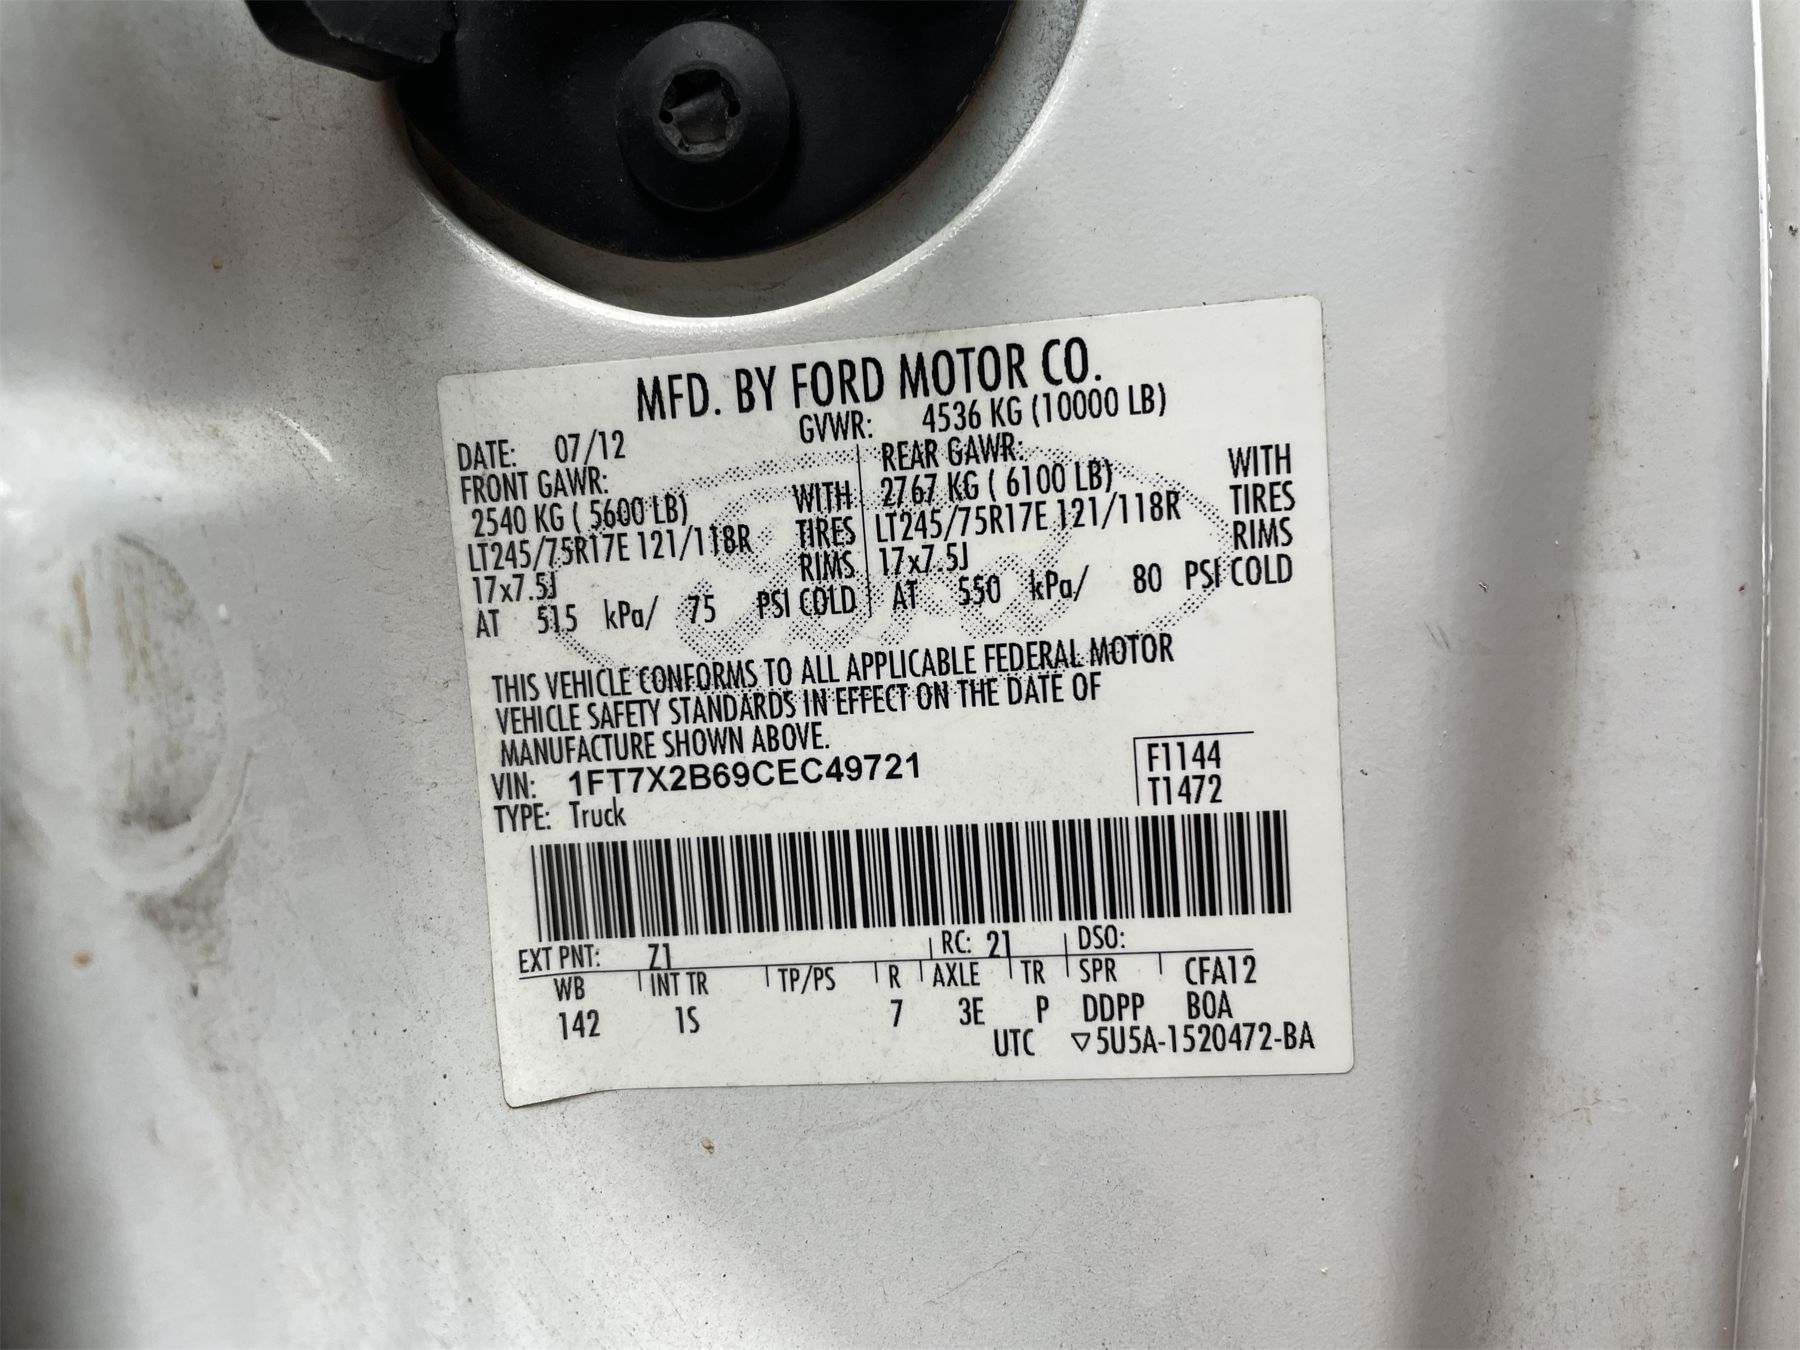 MFD. BY FORD MOTOR CO.
DATE: 07/12 GVWR: 4536 KG (10000 LB)
FRONT GAWR:
2540 KG ( 5600 LB) WITH
LT245/75R17E 121/118R TIRES
17x7.5J RIMS
AT 515 kPa/ 75 PSI COLD
REAR GAWR: WITH
2767 KG ( 6100 LB) TIRES
LT245/75R17E 121/118R RIMS
17x7.5J
AT 550 kPa/ 80 PSI COLD
THIS VEHICLE CONFORMS TO ALL APPLICABLE FEDERAL MOTOR
VEHICLE SAFETY STANDARDS IN EFFECT ON THE DATE OF
MANUFACTURE SHOWN ABOVE.
VIN: 1FT7X2B69CEC49721
TYPE: Truck
F1144
T1472
EXT PNT: Z1 RC: 21 DSO:
WB INT TR TP/PS R AXLE TR SPR CFA12
142 1S 7 3E P DDPP BOA
UTC ▽5U5A-1520472-BA